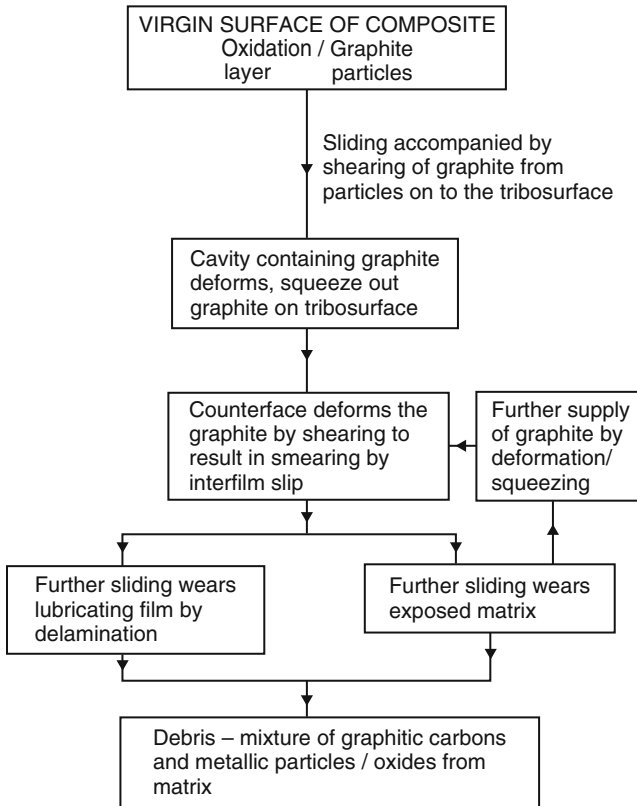 VIRGIN SURFACE OF COMPOSITE
Oxidation / Graphite
layer particles
Sliding accompanied by
shearing of graphite from
particles on to the tribosurface
Cavity containing graphite
deforms, squeeze out
graphite on tribosurface
Counterface deforms the
graphite by shearing to
result in smearing by
interfilm slip
Further supply
of graphite by
deformation/
squeezing
Further sliding wears
lubricating film by
delamination
Further sliding wears
exposed matrix
Debris – mixture of graphitic carbons
and metallic particles / oxides from
matrix